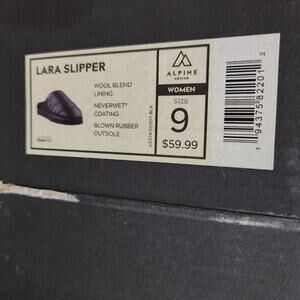 LARA SLIPPER
WOOL BLEND
LINING
NEVERWET®
COATING
BLOWN RUBBER
OUTSOLE
ALPINE
DESIGN
WOMEN
SIZE
9
$59.99